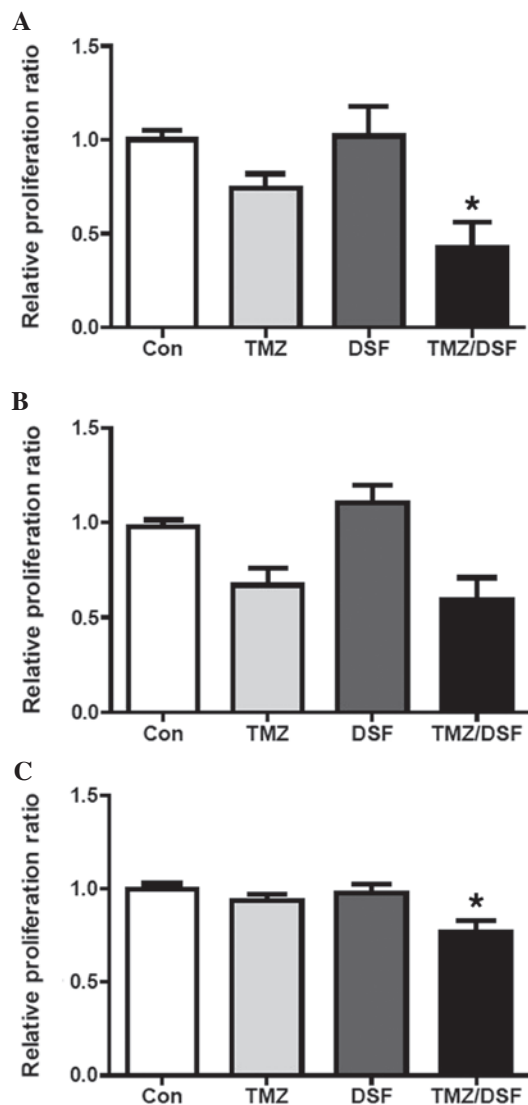 A
Relative proliferation ratio
1.5
1.0
0.5
0.0
*
Con TMZ DSF TMZ/DSF
B
Relative proliferation ratio
1.5
1.0
0.5
0.0
Con TMZ DSF TMZ/DSF
C
Relative proliferation ratio
1.5
1.0
0.5
0.0
*
Con TMZ DSF TMZ/DSF